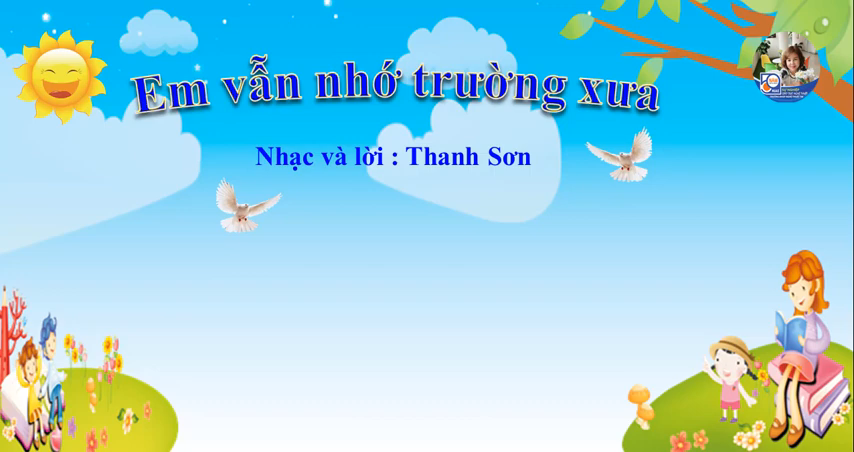 Em vẫn nhớ trường xưa
Nhạc và lời : Thanh Sơn